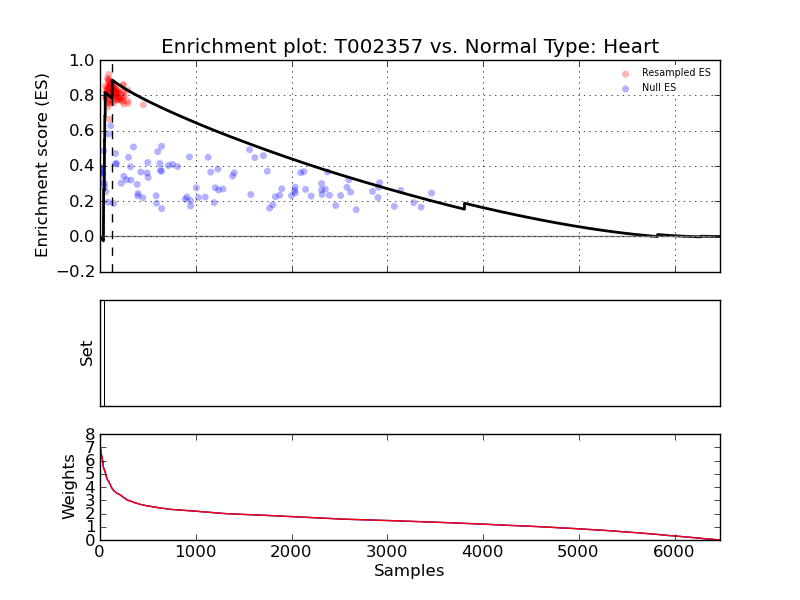 Enrichment plot: T002357 vs. Normal Type: Heart
1.0
0.8
0.6
0.4
0.2
0.0
−0.2
Enrichment score (ES)
Resampled ES
Null ES
Set
8
7
6
5
4
3
2
1
0
Weights
0 1000 2000 3000 4000 5000 6000
Samples